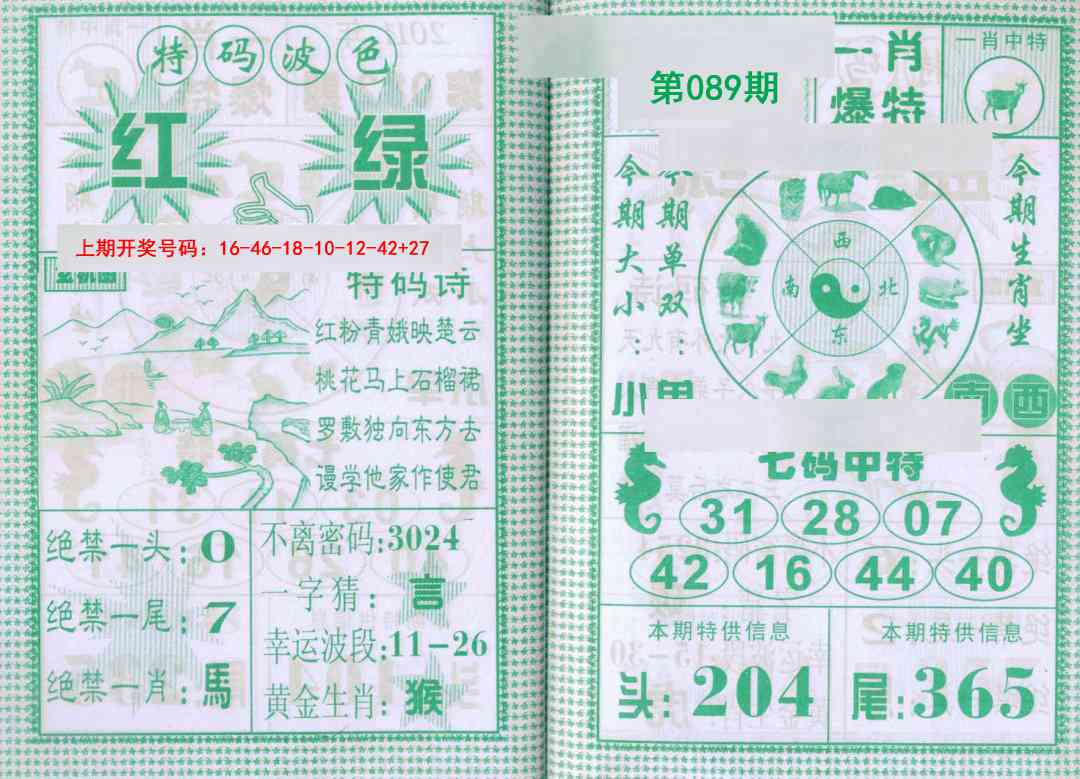 特码波色
红 绿
上期开奖号码：16-46-18-10-12-42+27
玄机图
特码诗
红粉青娥映楚云
桃花马上石榴裙
罗敷独向东方去
谩学他家作使君
绝禁一头：0
绝禁一尾：7
绝禁一肖：馬
不离密码：3024
一字猜：言
幸运波段：11-26
黄金生肖：猴
第089期
一肖
爆特
一肖中特
今期大小：小
今期单双：单
西
南 北
东
今期生肖坐
南西
七码中特
31 28 07
42 16 44 40
本期特供信息
头：204
本期特供信息
尾：365